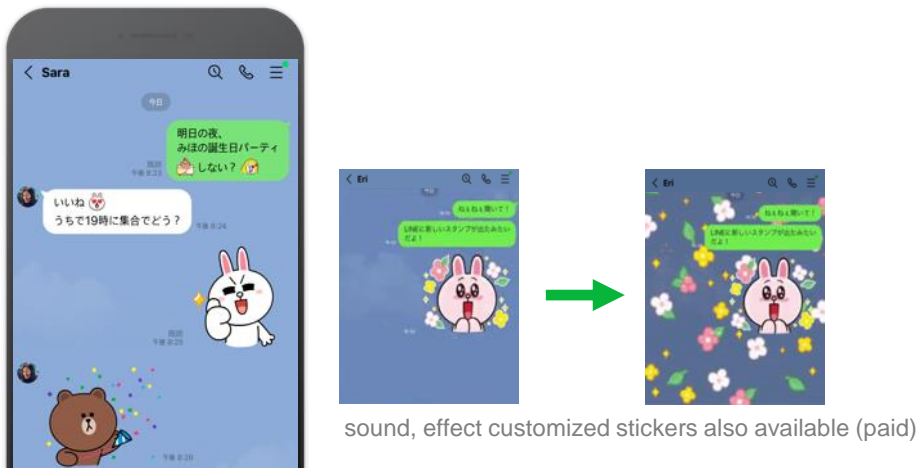 Sara
今日
明日の夜、
みほの誕生日パーティ
しない？
既読
午後 8:23
いいね
うちで19時に集合でどう？
午後 8:24
既読
午後 8:25
午後 8:26
Eri
今日
ねぇねぇ聞いて！
LINEに新しいスタンプが出たみたい
だよ！
Eri
今日
ねぇねぇ聞いて！
LINEに新しいスタンプが出たみたい
だよ！
sound, effect customized stickers also available (paid)